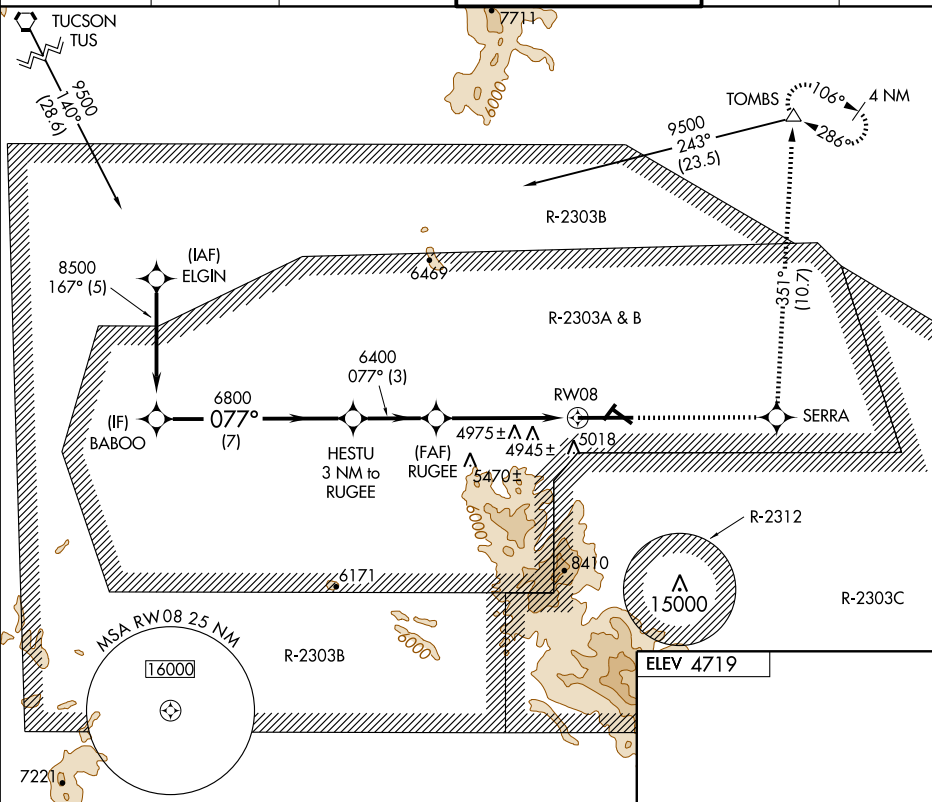 7711
TUCSON
TUS
9500
140°
(28.6)
6000
TOMBS
106°
4 NM
286°
9500
243°
(23.5)
R-2303B
(IAF)
ELGIN
8500
167° (5)
6469
351°
(10.7)
R-2303A & B
6400
077° (3)
6800
077°
(7)
RW08
SERRA
(IF)
BABOO
HESTU
3 NM to
RUGEE
(FAF)
RUGEE
4975±
4945±
5018
5470±
6000
R-2312
8410
6171
15000
R-2303C
MSA RW08 25 NM
16000
R-2303B
6000
ELEV 4719
7221